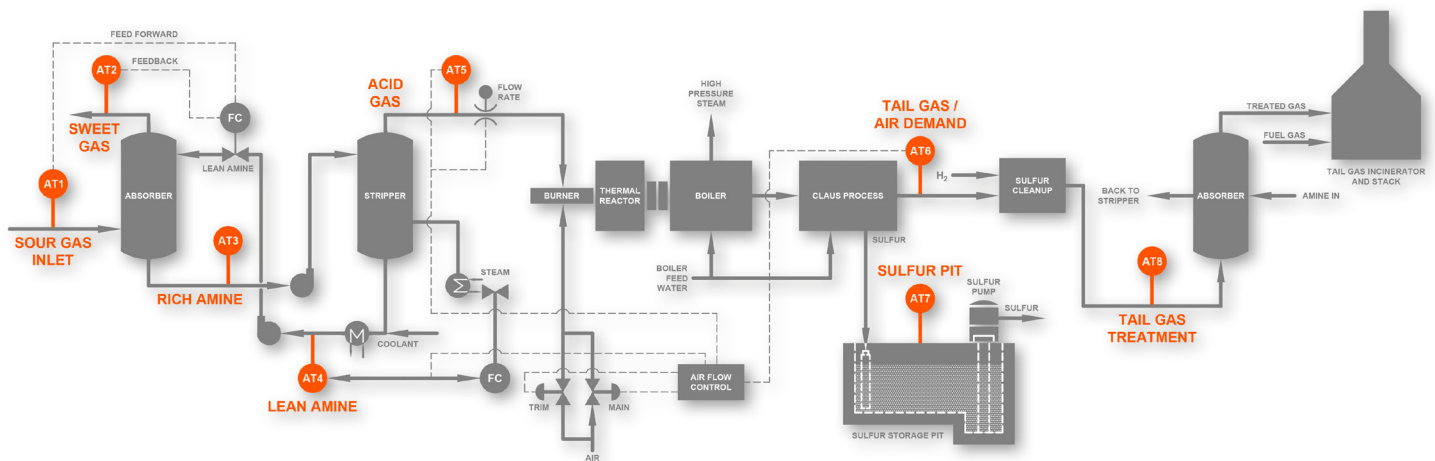 FEED FORWARD
FEEDBACK
AT2
SWEET
GAS
FC
LEAN AMINE
AT1
ABSORBER
SOUR GAS
INLET
AT3
RICH AMINE
ACID
GAS
AT5
FLOW
RATE
STRIPPER
STEAM
COOLANT
AT4
LEAN AMINE
FC
BURNER
THERMAL
REACTOR
HIGH
PRESSURE
STEAM
BOILER
BOILER
FEED
WATER
TRIM
MAIN
AIR
AIR FLOW
CONTROL
CLAUS PROCESS
TAIL GAS /
AIR DEMAND
AT6
H2
SULFUR
CLEANUP
SULFUR
SULFUR PIT
AT7
SULFUR
PUMP
SULFUR
SULFUR STORAGE PIT
AT8
TAIL GAS
TREATMENT
BACK TO
STRIPPER
ABSORBER
AMINE IN
TREATED GAS
FUEL GAS
TAIL GAS INCINERATOR
AND STACK